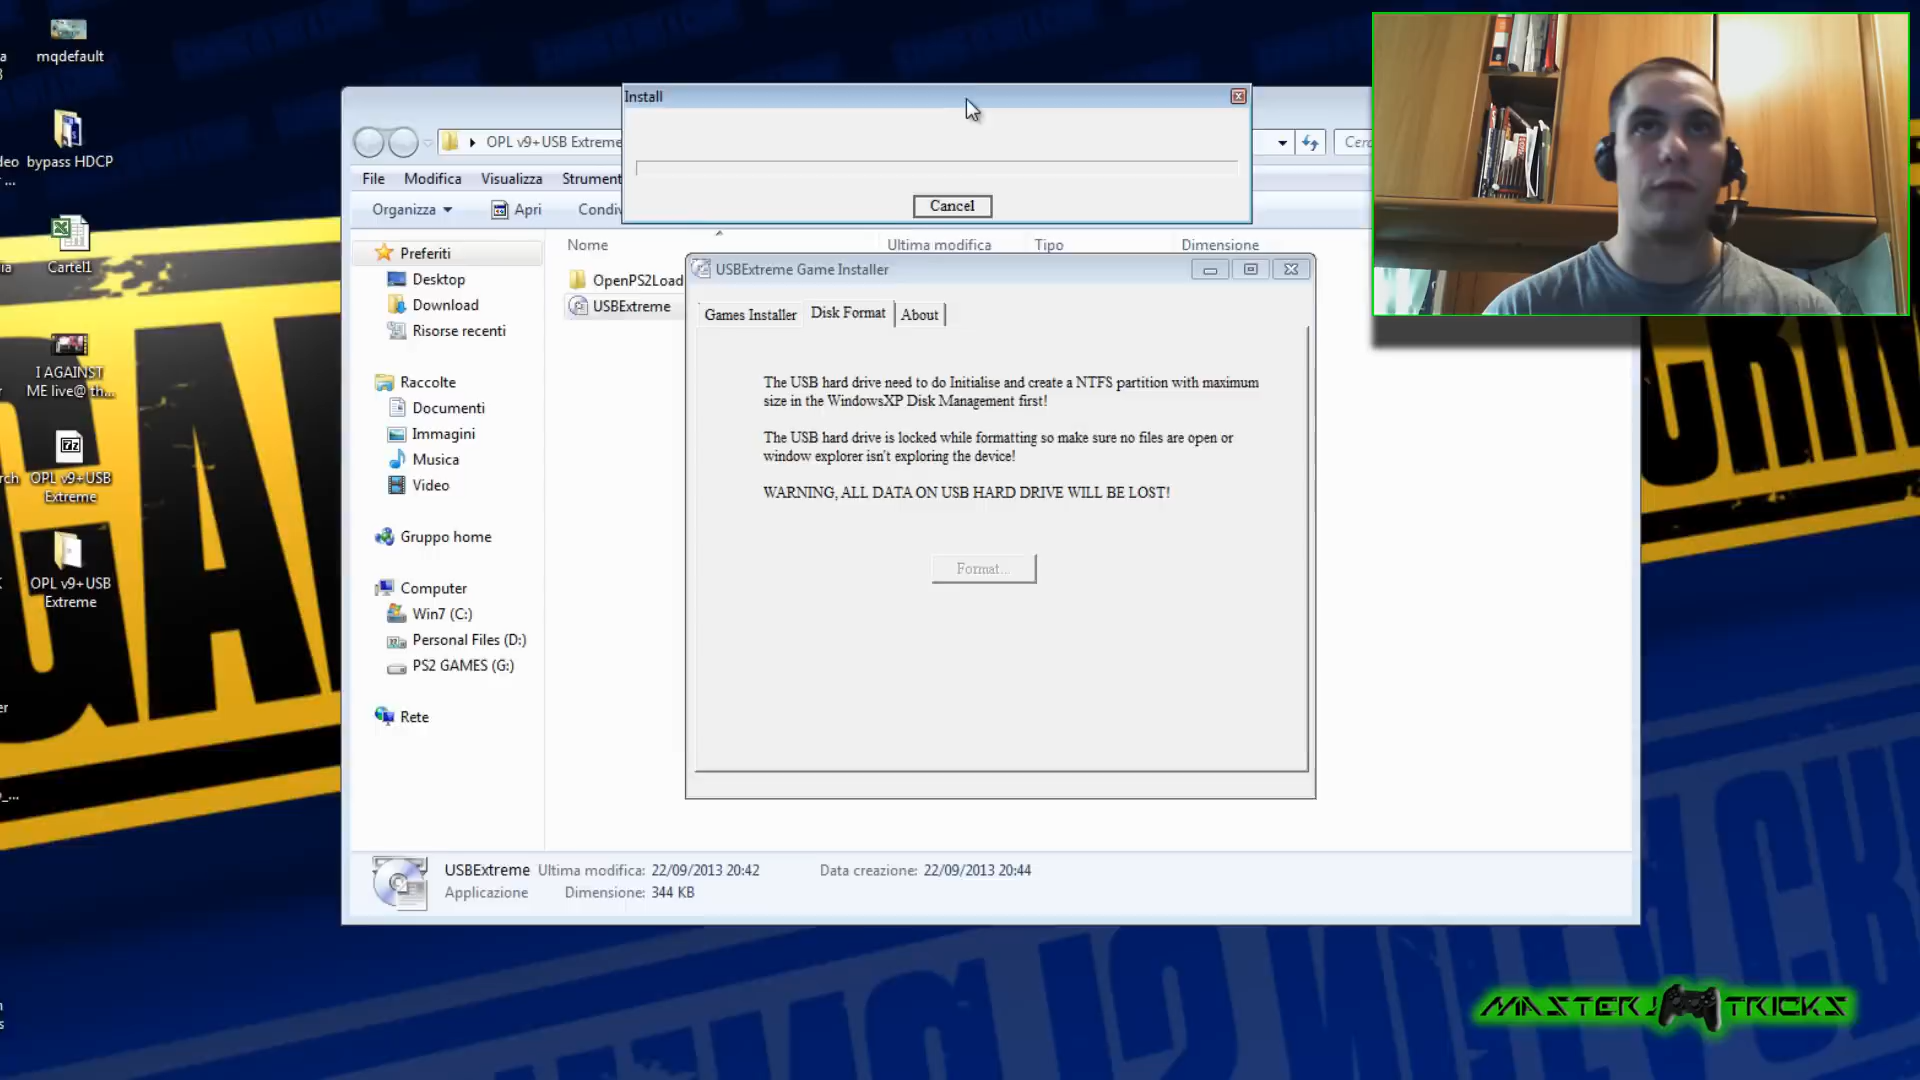 mqdefault
bypass HDCP
Cartel1
I AGAINST
ME live@ th...
OPL v9+USB
Extreme
OPL v9+USB
Extreme
Install
Cancel
OPL v9+USB Extreme
File
Modifica
Visualizza
Strument
Organizza
Apri
Condiv
Preferiti
Desktop
Download
Risorse recenti
Raccolte
Documenti
Immagini
Musica
Video
Gruppo home
Computer
Win7 (C:)
Personal Files (D:)
PS2 GAMES (G:)
Rete
Nome
Ultima modifica
Tipo
Dimensione
OpenPS2Load
USBExtreme
USBExtreme Game Installer
Games Installer
Disk Format
About
The USB hard drive need to do Initialise and create a NTFS partition with maximum
size in the WindowsXP Disk Management first!
The USB hard drive is locked while formatting so make sure no files are open or
window explorer isn't exploring the device!
WARNING, ALL DATA ON USB HARD DRIVE WILL BE LOST!
Format...
USBExtreme Ultima modifica: 22/09/2013 20:42 Data creazione: 22/09/2013 20:44
Applicazione Dimensione: 344 KB
MASTERJ TRICKS